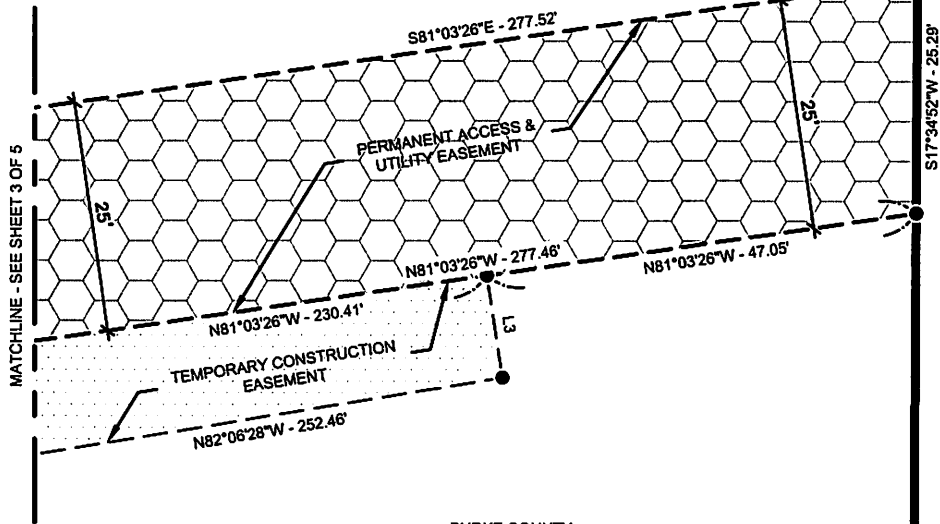 S81°03'26"E - 277.52'
S17°34'52"W - 25.29'
25'
PERMANENT ACCESS &
UTILITY EASEMENT
MATCHLINE - SEE SHEET 3 OF 5
25'
N81°03'26"W - 277.46'
N81°03'26"W - 47.05'
N81°03'26"W - 230.41'
L3
TEMPORARY CONSTRUCTION
EASEMENT
N82°06'28"W - 252.46'